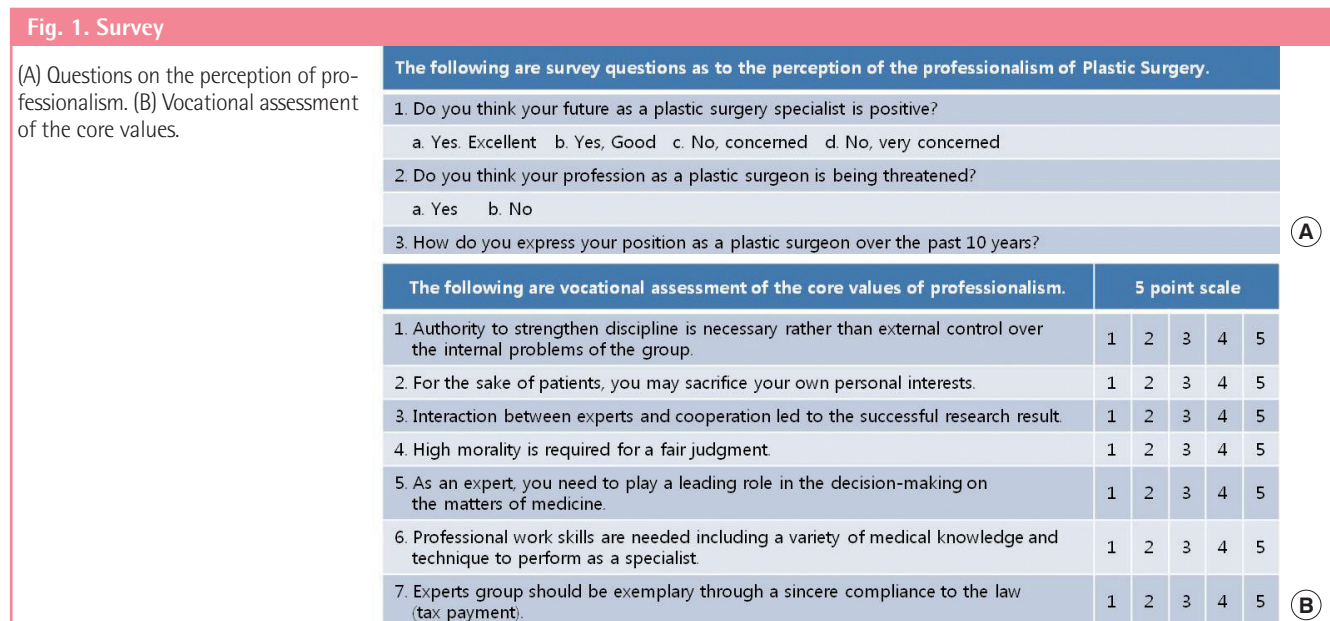 Fig. 1. Survey
(A) Questions on the perception of pro-
fessionalism. (B) Vocational assessment
of the core values.
The following are survey questions as to the perception of the professionalism of Plastic Surgery.
1. Do you think your future as a plastic surgery specialist is positive?
a. Yes. Excellent b. Yes, Good c. No, concerned d. No, very concerned
2. Do you think your profession as a plastic surgeon is being threatened?
a. Yes b. No
3. How do you express your position as a plastic surgeon over the past 10 years?
A
The following are vocational assessment of the core values of professionalism. 5 point scale
1. Authority to strengthen discipline is necessary rather than external control over
the internal problems of the group. 1 2 3 4 5
2. For the sake of patients, you may sacrifice your own personal interests. 1 2 3 4 5
3. Interaction between experts and cooperation led to the successful research result. 1 2 3 4 5
4. High morality is required for a fair judgment. 1 2 3 4 5
5. As an expert, you need to play a leading role in the decision-making on
the matters of medicine. 1 2 3 4 5
6. Professional work skills are needed including a variety of medical knowledge and
technique to perform as a specialist. 1 2 3 4 5
7. Experts group should be exemplary through a sincere compliance to the law
(tax payment). 1 2 3 4 5
B